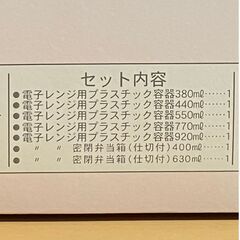 セット内容
●電子レンジ用プラスチック容器380㎖……1
●電子レンジ用プラスチック容器440㎖……1
●電子レンジ用プラスチック容器550㎖……1
●電子レンジ用プラスチック容器770㎖……1
●電子レンジ用プラスチック容器920㎖……1
● 〃 〃 密閉弁当箱(仕切付)400㎖…1
● 〃 〃 密閉弁当箱(仕切付)630㎖…1